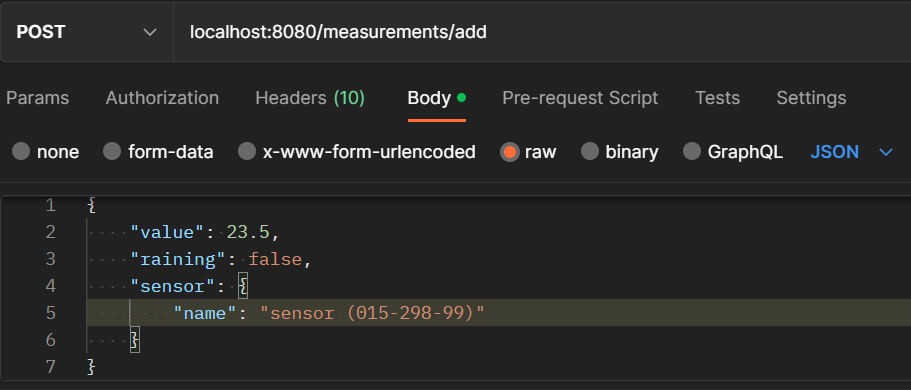 POST localhost:8080/measurements/add
Params Authorization Headers (10) Body Pre-request Script Tests Settings
none form-data x-www-form-urlencoded raw binary GraphQL JSON
1 {
2 "value": 23.5,
3 "raining": false,
4 "sensor": {
5 "name": "sensor (015-298-99)"
6 }
7 }